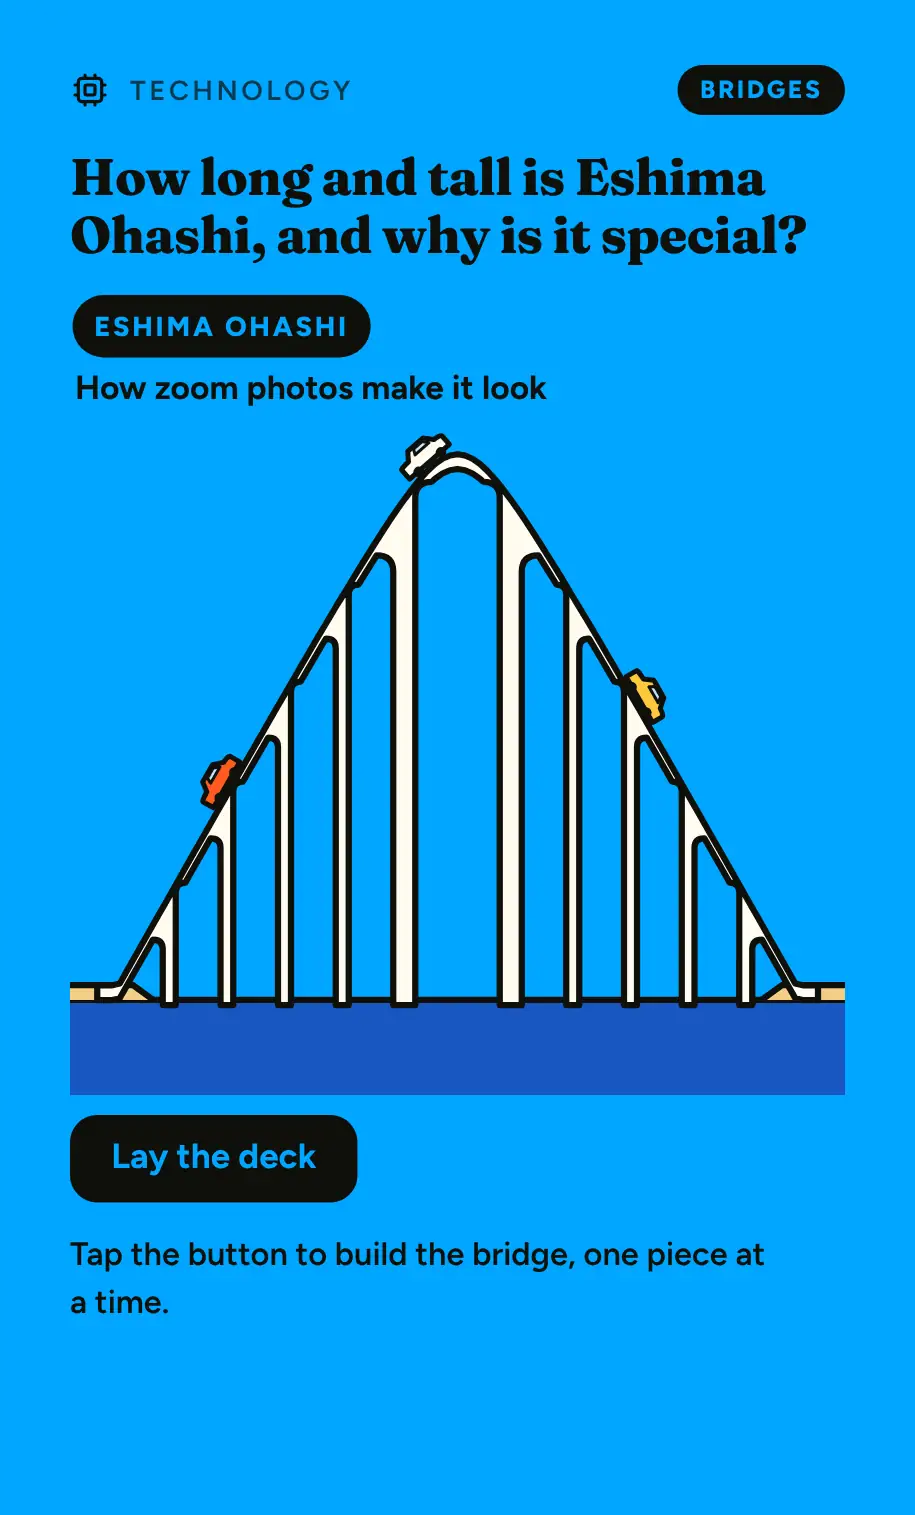 TECHNOLOGY
BRIDGES
How long and tall is Eshima
Ohashi, and why is it special?
ESHIMA OHASHI
How zoom photos make it look
Lay the deck
Tap the button to build the bridge, one piece at
a time.